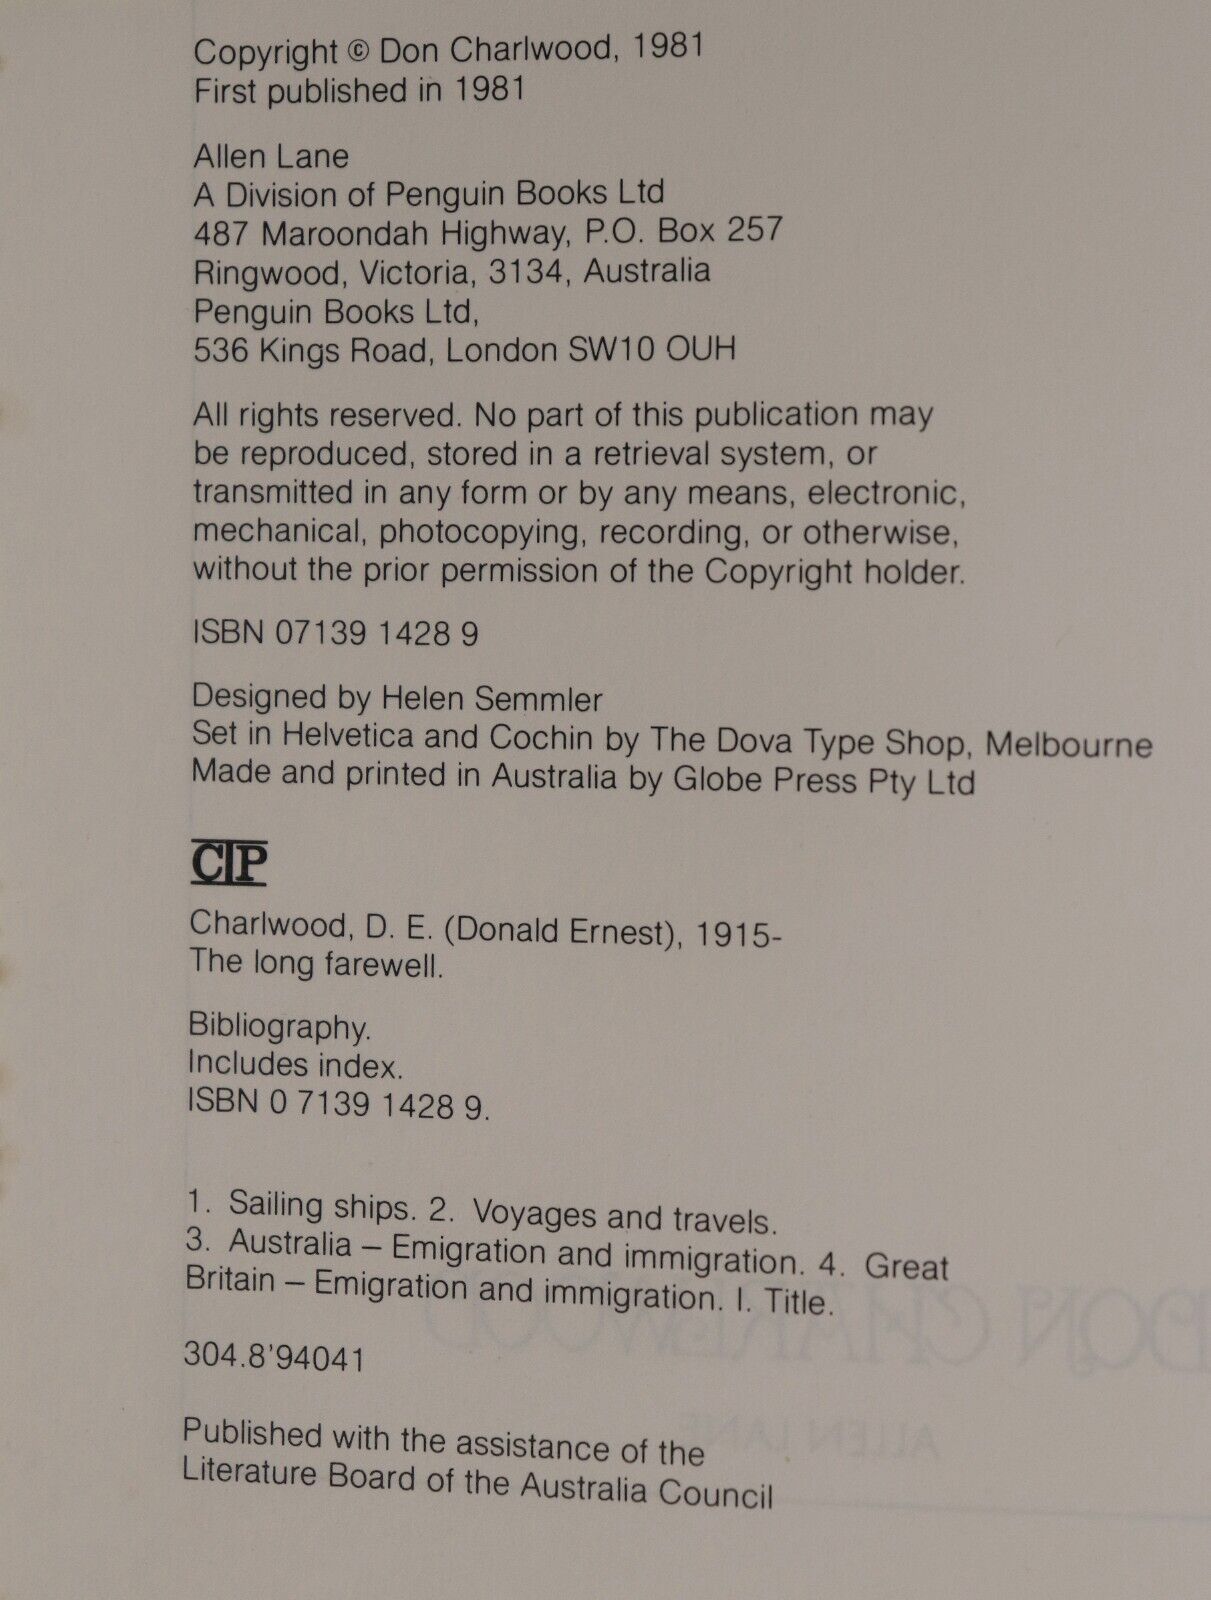 Copyright © Don Charlwood, 1981
First published in 1981
Allen Lane
A Division of Penguin Books Ltd
487 Maroondah Highway, P.O. Box 257
Ringwood, Victoria, 3134, Australia
Penguin Books Ltd,
536 Kings Road, London SW10 OUH
All rights reserved. No part of this publication may
be reproduced, stored in a retrieval system, or
transmitted in any form or by any means, electronic,
mechanical, photocopying, recording, or otherwise,
without the prior permission of the Copyright holder.
ISBN 07139 1428 9
Designed by Helen Semmler
Set in Helvetica and Cochin by The Dova Type Shop, Melbourne
Made and printed in Australia by Globe Press Pty Ltd
CIP
Charlwood, D. E. (Donald Ernest), 1915-
The long farewell.
Bibliography.
Includes index.
ISBN 0 7139 1428 9.
1. Sailing ships. 2. Voyages and travels.
3. Australia – Emigration and immigration. 4. Great
Britain – Emigration and immigration. I. Title.
304.8'94041
DON CHARLWOOD
ALLEN LANE
Published with the assistance of the
Literature Board of the Australia Council